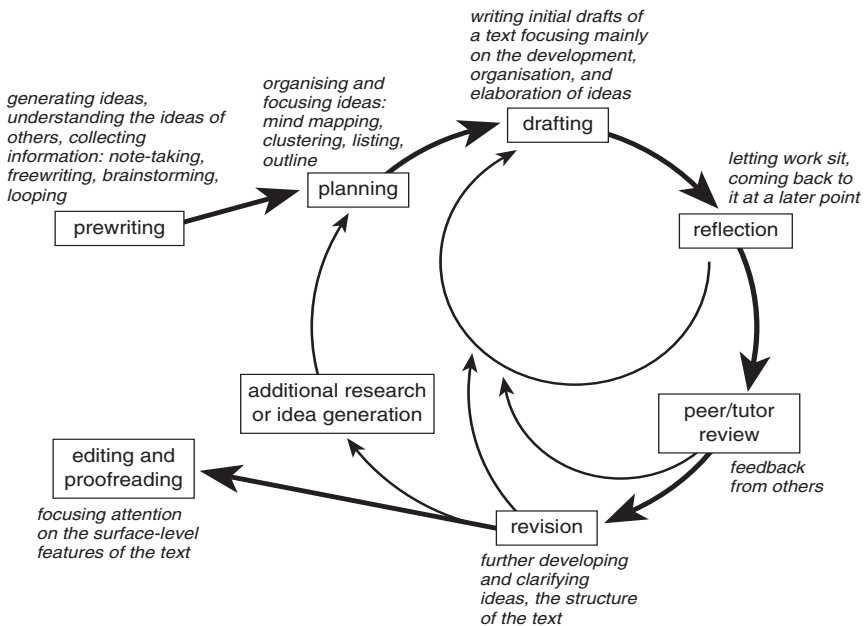 writing initial drafts of
a text focusing mainly
on the development,
organisation, and
elaboration of ideas
drafting
organising and
focusing ideas:
mind mapping,
clustering, listing,
outline
planning
generating ideas,
understanding the ideas of
others, collecting
information: note-taking,
freewriting, brainstorming,
looping
prewriting
letting work sit,
coming back to
it at a later point
reflection
additional research
or idea generation
peer/tutor
review
feedback
from others
editing and
proofreading
focusing attention
on the surface-level
features of the text
revision
further developing
and clarifying
ideas, the structure
of the text